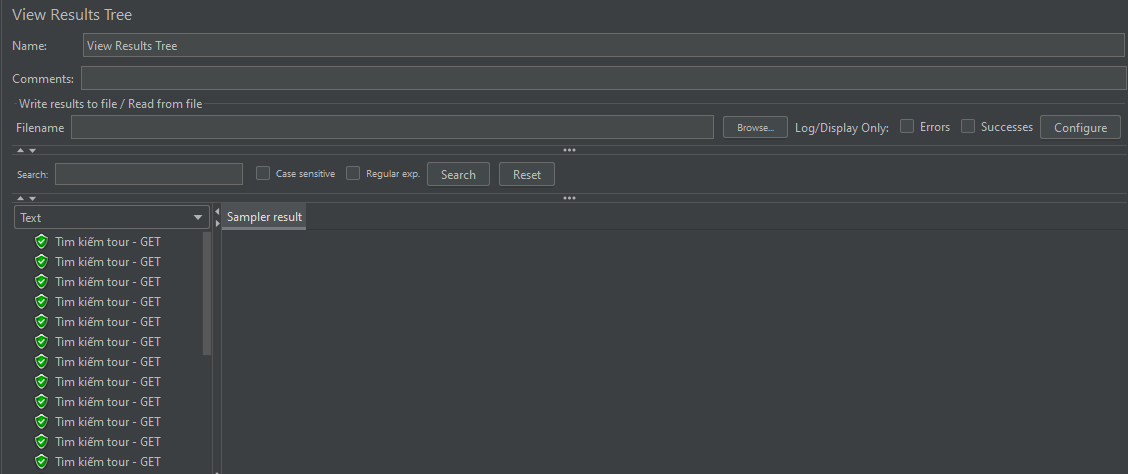 View Results Tree
Name: View Results Tree
Comments:
Write results to file / Read from file
Filename Browse... Log/Display Only: Errors Successes Configure
Search: Case sensitive Regular exp. Search Reset
Text Sampler result
Tìm kiếm tour - GET
Tìm kiếm tour - GET
Tìm kiếm tour - GET
Tìm kiếm tour - GET
Tìm kiếm tour - GET
Tìm kiếm tour - GET
Tìm kiếm tour - GET
Tìm kiếm tour - GET
Tìm kiếm tour - GET
Tìm kiếm tour - GET
Tìm kiếm tour - GET
Tìm kiếm tour - GET